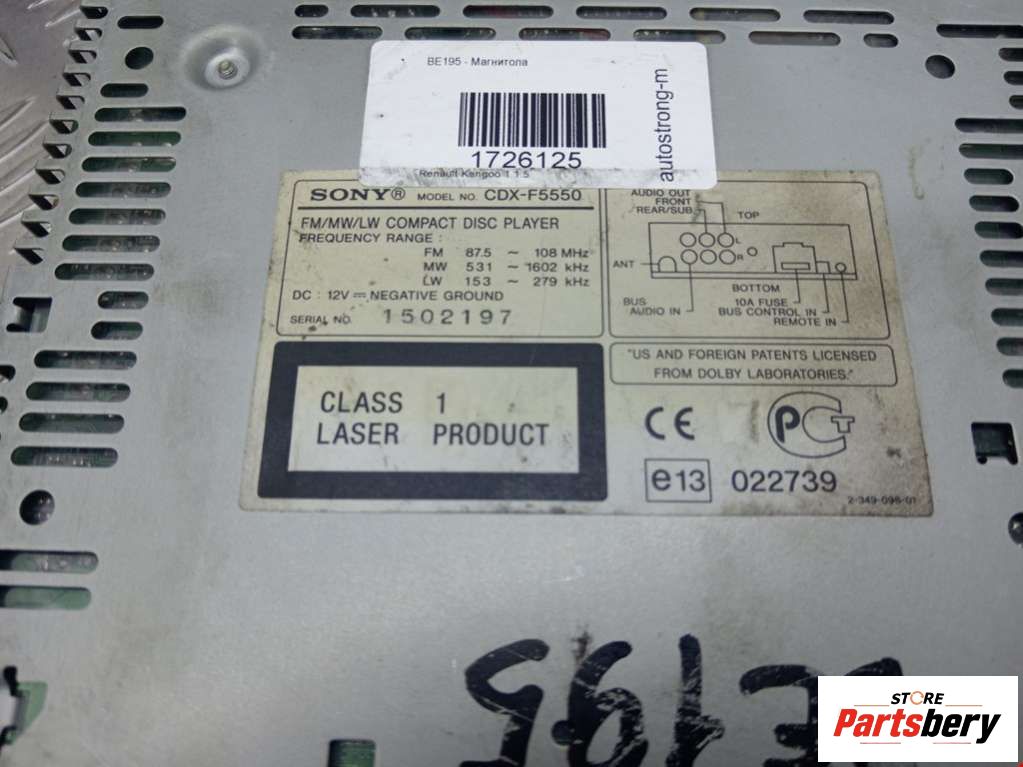 BE195 - Магнитола
1726125
Renault Kangoo 1 1.5
autostrong-m
SONY® MODEL NO. CDX-F5550
FM/MW/LW COMPACT DISC PLAYER
FREQUENCY RANGE :
FM 87.5 ~ 108 MHz
MW 531 ~ 1602 kHz
LW 153 ~ 279 kHz
DC : 12V ⎓ NEGATIVE GROUND
SERIAL NO. 1502197
AUDIO OUT
FRONT
REAR/SUB
TOP
L
R
ANT
BOTTOM
BUS
AUDIO IN
10A FUSE
BUS CONTROL IN
REMOTE IN
CLASS 1
LASER PRODUCT
"US AND FOREIGN PATENTS LICENSED
FROM DOLBY LABORATORIES."
CE PCT
e13 022739
2-349-098-01
BE195
STORE
Partsbery